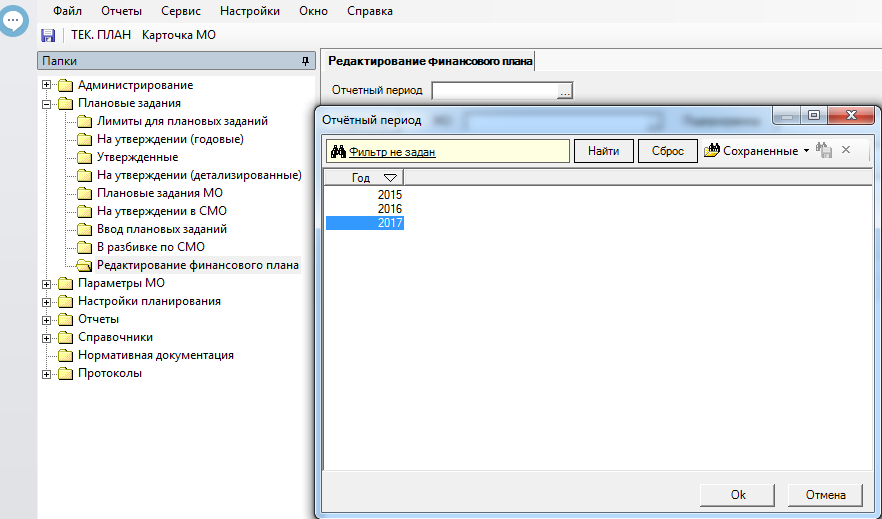 Файл Отчеты Сервис Настройки Окно Справка
ТЕК. ПЛАН Карточка МО
Папки
Администрирование
Плановые задания
Лимиты для плановых заданий
На утверждении (годовые)
Утвержденные
На утверждении (детализированные)
Плановые задания МО
На утверждении в СМО
Ввод плановых заданий
В разбивке по СМО
Редактирование финансового плана
Параметры МО
Настройки планирования
Отчеты
Справочники
Нормативная документация
Протоколы
Редактирование Финансового плана
Отчетный период ...
Отчётный период
Фильтр не задан Найти Сброс Сохраненные
Год
2015
2016
2017
Ok Отмена